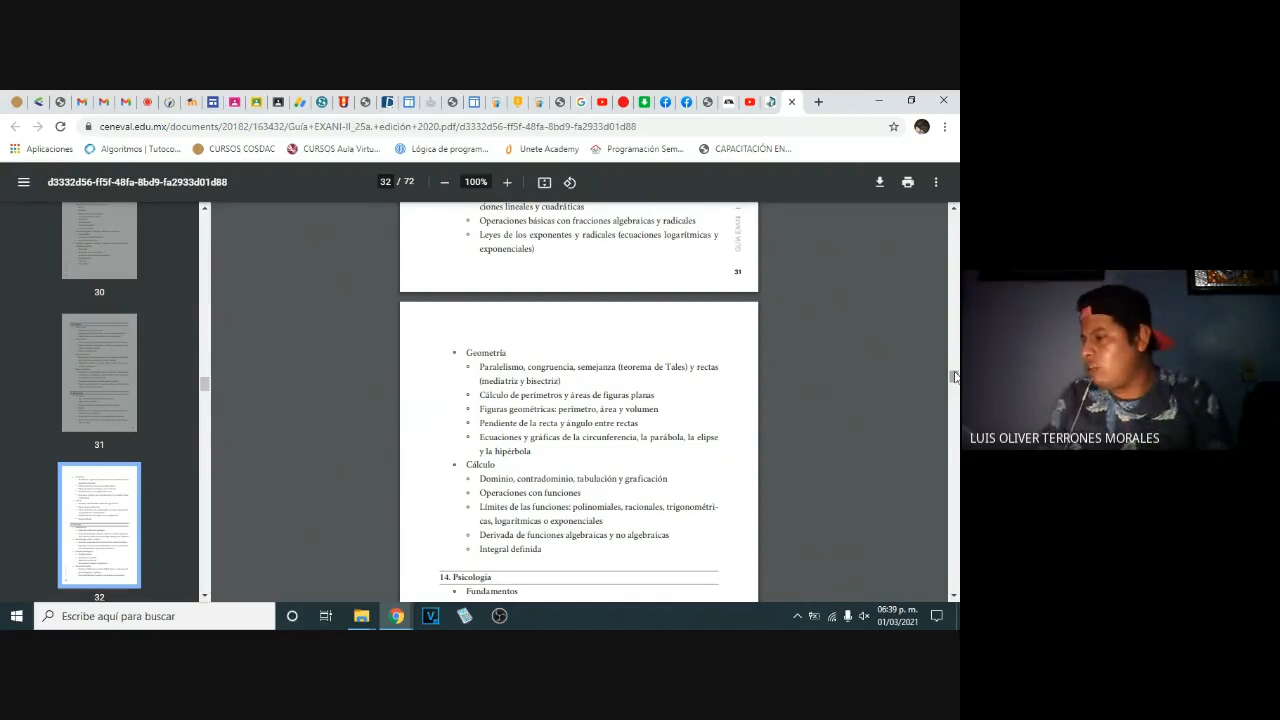 ceneval.edu.mx/documents/20182/163432/Guía+EXANI-II_25a.+edición+2020.pdf/d3332d56-ff5f-48fa-8bd9-fa2933d01d88
Aplicaciones
Algoritmos | Tutoco...
CURSOS COSDAC
CURSOS Aula Virtu...
Lógica de program...
Unete Academy
Programación Sem...
CAPACITACIÓN EN...
d3332d56-ff5f-48fa-8bd9-fa2933d01d88
32 / 72
100%
30
31
32
ciones lineales y cuadráticas
Operaciones básicas con fracciones algebraicas y radicales
Leyes de los exponentes y radicales (ecuaciones logarítmicas y
exponenciales)
GUÍA EXANI
31
Geometría
Paralelismo, congruencia, semejanza (teorema de Tales) y rectas
(mediatriz y bisectriz)
Cálculo de perímetros y áreas de figuras planas
Figuras geométricas: perímetro, área y volumen
Pendiente de la recta y ángulo entre rectas
Ecuaciones y gráficas de la circunferencia, la parábola, la elipse
y la hipérbola
Cálculo
Dominio, contradominio, tabulación y graficación
Operaciones con funciones
Límites de las funciones: polinomiales, racionales, trigonométri-
cas, logarítmicas o exponenciales
Derivada de funciones algebraicas y no algebraicas
Integral definida
14. Psicología
Fundamentos
Escribe aquí para buscar
06:39 p. m.
01/03/2021
LUIS OLIVER TERRONES MORALES